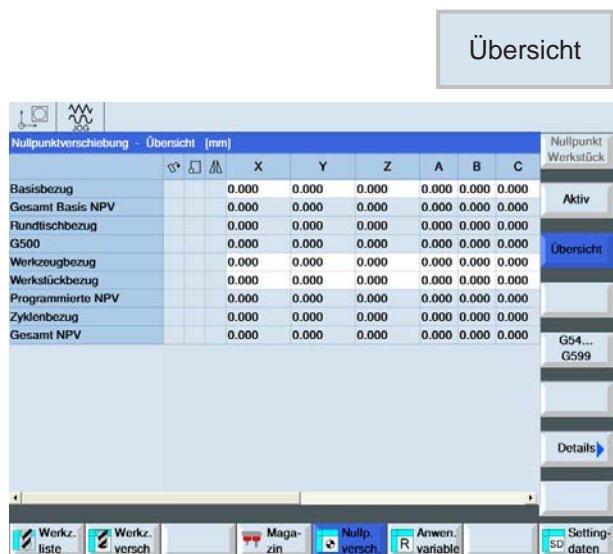 Übersicht
JOG
Nullpunktverschiebung - Übersicht [mm]
X Y Z A B C
Basisbezug 0.000 0.000 0.000 0.000 0.000 0.000
Gesamt Basis NPV 0.000 0.000 0.000 0.000 0.000 0.000
Rundtischbezug 0.000 0.000 0.000 0.000 0.000 0.000
G500 0.000 0.000 0.000 0.000 0.000 0.000
Werkzeugbezug 0.000 0.000 0.000 0.000 0.000 0.000
Werkstückbezug 0.000 0.000 0.000 0.000 0.000 0.000
Programmierte NPV 0.000 0.000 0.000 0.000 0.000 0.000
Zyklenbezug 0.000 0.000 0.000 0.000 0.000 0.000
Gesamt NPV 0.000 0.000 0.000 0.000 0.000 0.000
Nullpunkt
Werkstück
Aktiv
Übersicht
G54...
G599
Details
Werkz.
liste
Werkz.
versch
Maga-
zin
Nullp.
versch.
R
Anwen.
variable
SD
Setting-
daten